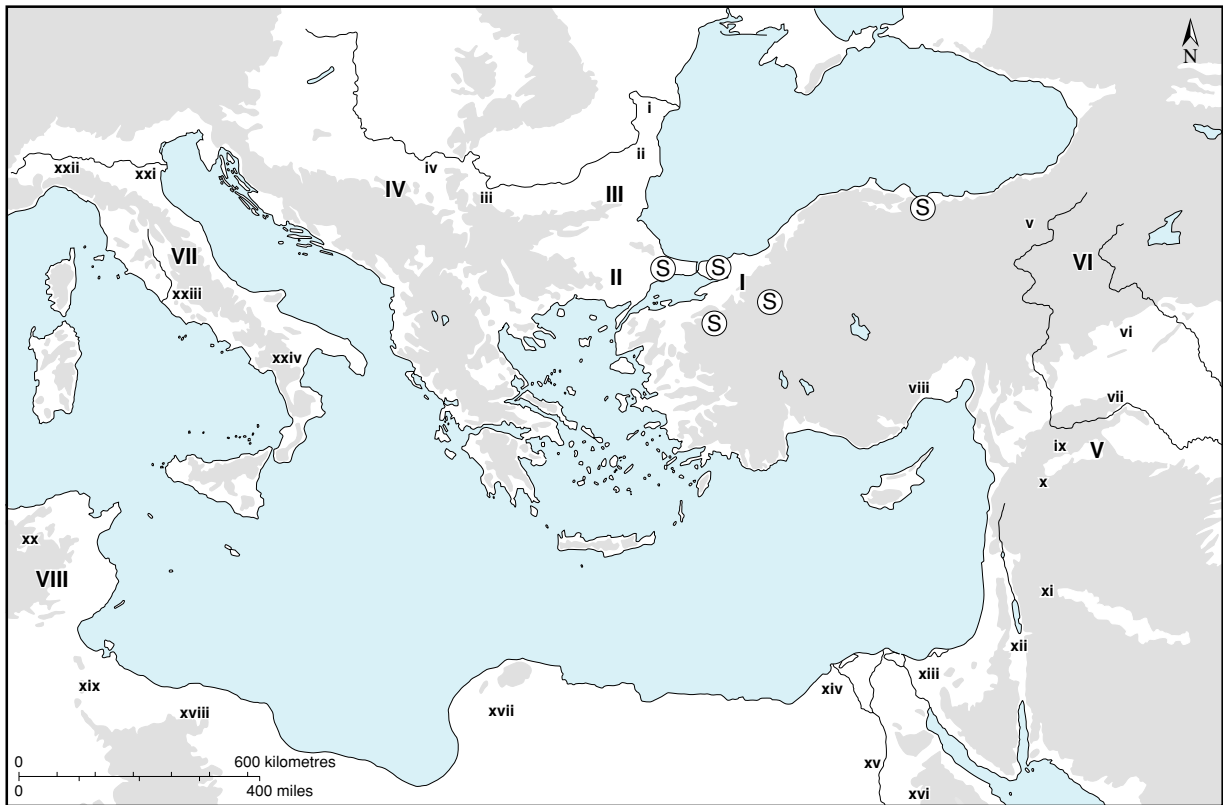 N
i
xxii
xxi
iv
ii
IV
iii
III
S
v
VII
S
S
VI
II
I
xxiii
S
S
vi
xxiv
viii
vii
ix
V
x
xx
VIII
xi
xii
xix
xiii
xiv
xviii
xvii
0
600 kilometres
xv
0
400 miles
xvi